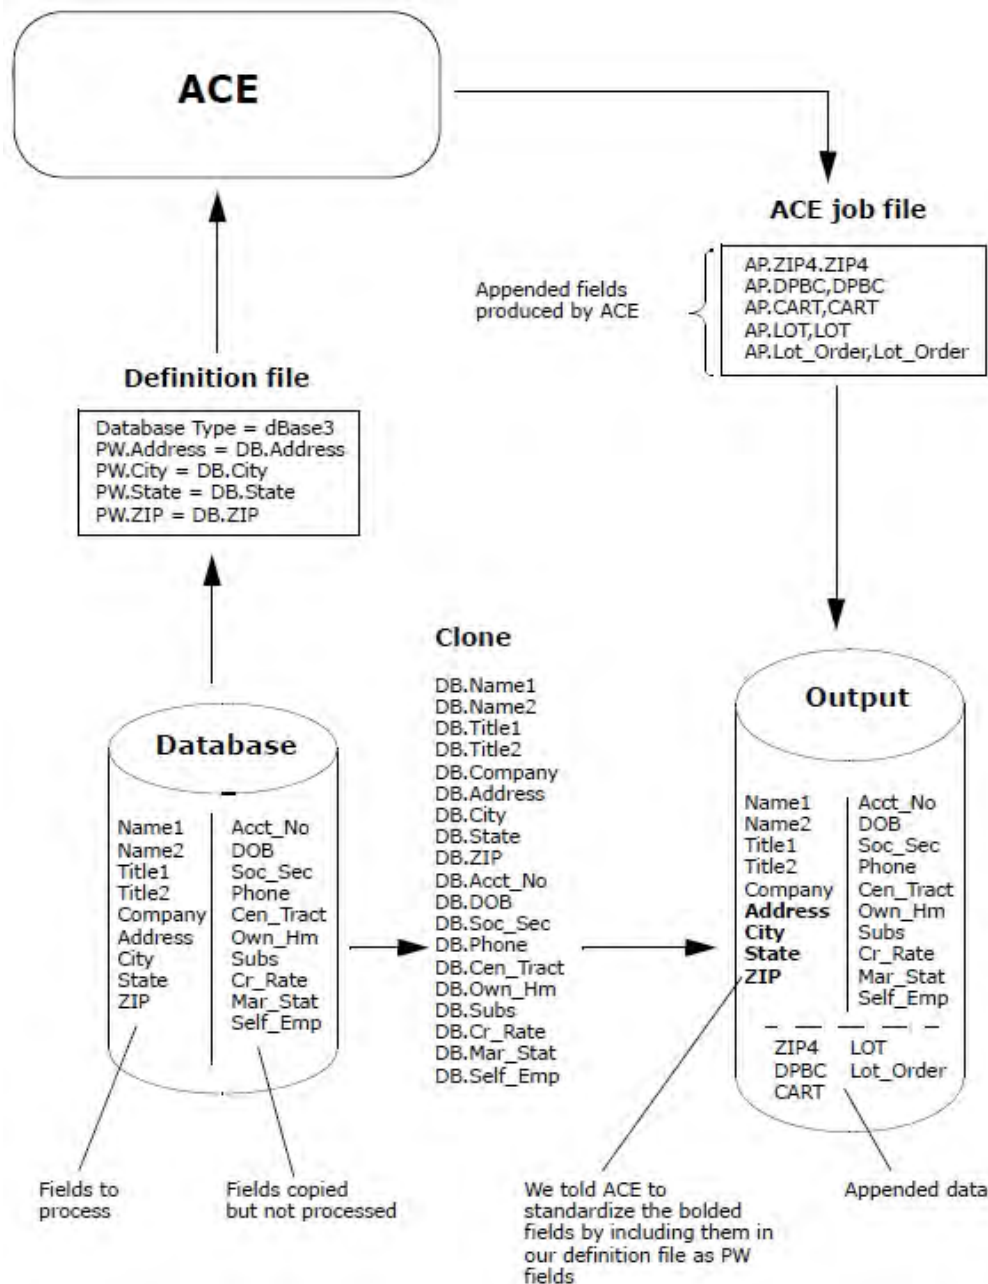 ACE
ACE job file
Appended fields
produced by ACE
AP.ZIP4.ZIP4
AP.DPBC,DPBC
AP.CART,CART
AP.LOT,LOT
AP.Lot_Order,Lot_Order
Definition file
Database Type = dBase3
PW.Address = DB.Address
PW.City = DB.City
PW.State = DB.State
PW.ZIP = DB.ZIP
Database
Name1 Acct_No
Name2 DOB
Title1 Soc_Sec
Title2 Phone
Company Cen_Tract
Address Own_Hm
City Subs
State Cr_Rate
ZIP Mar_Stat
Self_Emp
Clone
DB.Name1
DB.Name2
DB.Title1
DB.Title2
DB.Company
DB.Address
DB.City
DB.State
DB.ZIP
DB.Acct_No
DB.DOB
DB.Soc_Sec
DB.Phone
DB.Cen_Tract
DB.Own_Hm
DB.Subs
DB.Cr_Rate
DB.Mar_Stat
DB.Self_Emp
Output
Name1 Acct_No
Name2 DOB
Title1 Soc_Sec
Title2 Phone
Company Cen_Tract
Address Own_Hm
City Subs
State Cr_Rate
ZIP Mar_Stat
Self_Emp
ZIP4 LOT
DPBC Lot_Order
CART
Fields to
process
Fields copied
but not processed
We told ACE to
standardize the bolded
fields by including them in
our definition file as PW
fields
Appended data